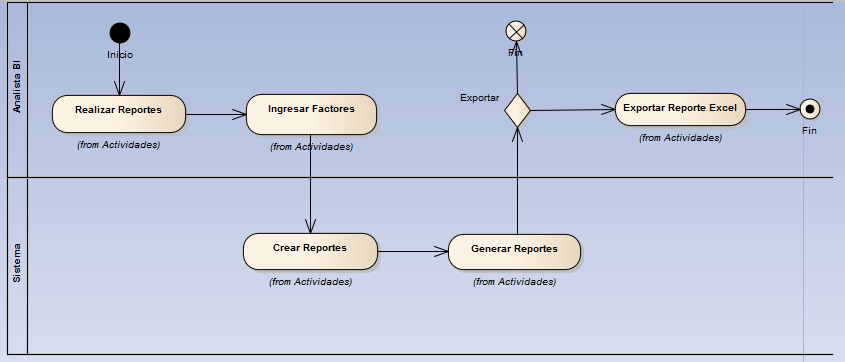 Analista BI
Inicio
Realizar Reportes
(from Actividades)
Ingresar Factores
(from Actividades)
Fin
Exportar
Exportar Reporte Excel
(from Actividades)
Fin
Sistema
Crear Reportes
(from Actividades)
Generar Reportes
(from Actividades)